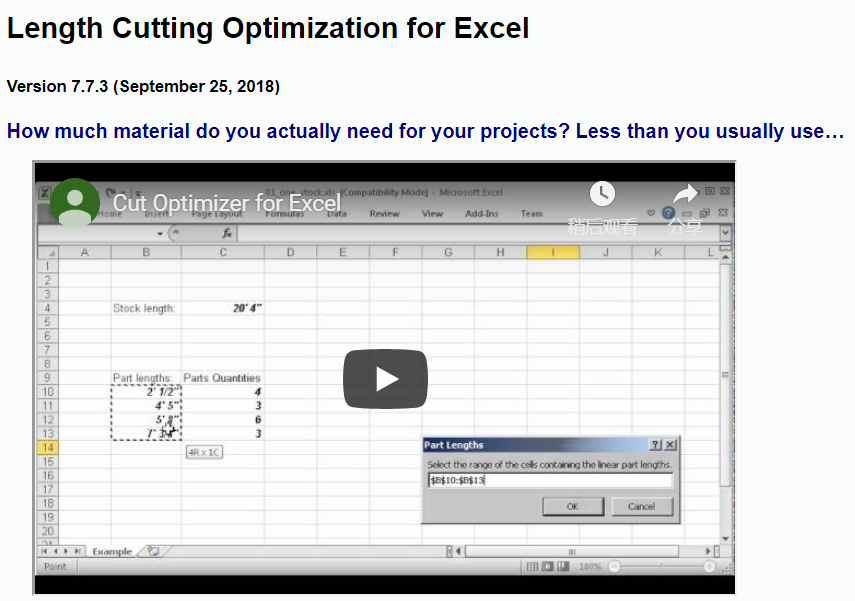 Length Cutting Optimization for Excel
Version 7.7.3 (September 25, 2018)
How much material do you actually need for your projects? Less than you usually use…
01_one_stock.xls [Compatibility Mode] - Microsoft Excel
Cut Optimizer for Excel
Home Insert Page Layout Formulas Data Review View Add-Ins Team
稍后观看 分享
fx
A B C D E F G H I J K L
1
2
3
4 Stock length: 20' 4"
5
6
7
8
9 Part lengths: Parts Quantities
10 2' 1/2" 4
11 4' 5" 3
12 5' 8" 6
13 7' 3/4" 3
14
4R x 1C
15
16
17
18
19
20
Part Lengths
Select the range of the cells containing the linear part lengths.
$B$10:$B$13
OK Cancel
Example
Point 100%